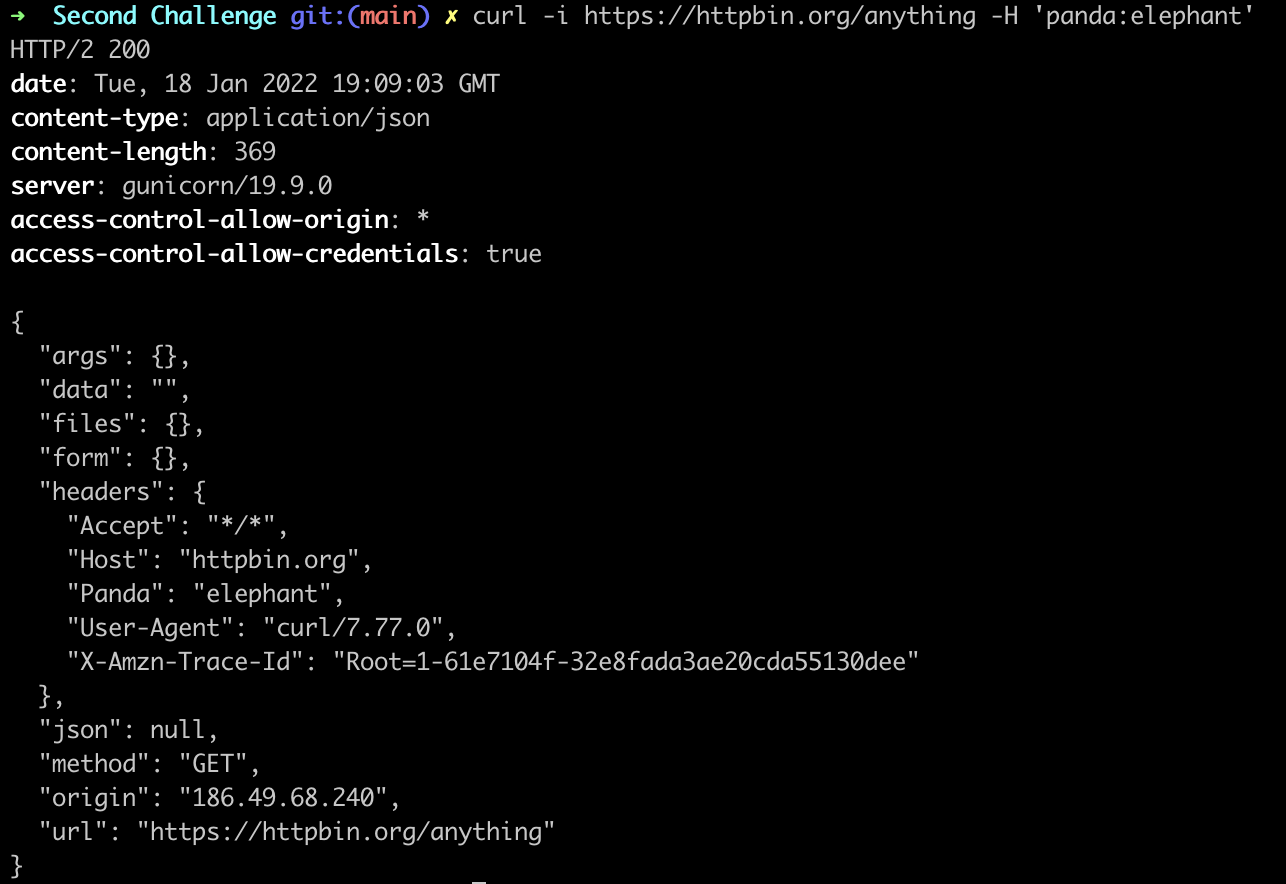 ➜  Second Challenge git:(main) ✗ curl -i https://httpbin.org/anything -H 'panda:elephant'
HTTP/2 200
date: Tue, 18 Jan 2022 19:09:03 GMT
content-type: application/json
content-length: 369
server: gunicorn/19.9.0
access-control-allow-origin: *
access-control-allow-credentials: true

{
  "args": {},
  "data": "",
  "files": {},
  "form": {},
  "headers": {
    "Accept": "*/*",
    "Host": "httpbin.org",
    "Panda": "elephant",
    "User-Agent": "curl/7.77.0",
    "X-Amzn-Trace-Id": "Root=1-61e7104f-32e8fada3ae20cda55130dee"
  },
  "json": null,
  "method": "GET",
  "origin": "186.49.68.240",
  "url": "https://httpbin.org/anything"
}